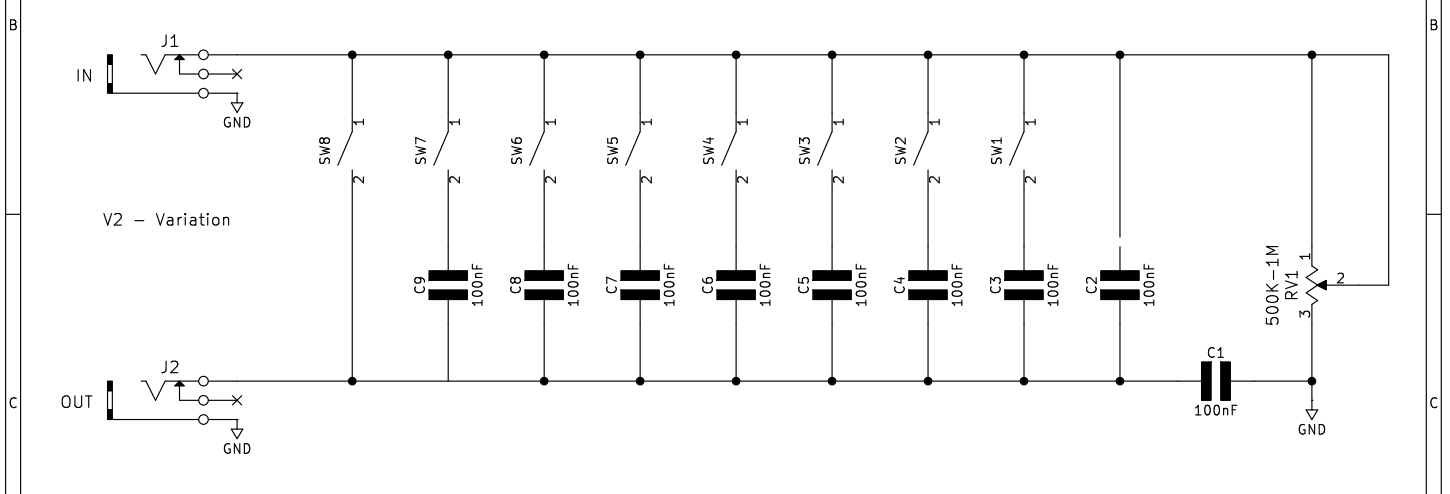 B
B
J1
IN
GND
1
1
1
1
1
1
1
1
SW8
SW7
SW6
SW5
SW4
SW3
SW2
SW1
2
2
2
2
2
2
2
2
V2 – Variation
C9
100nF
C8
100nF
C7
100nF
C6
100nF
C5
100nF
C4
100nF
C3
100nF
C2
100nF
500K-1M
RV1
1
2
3
J2
OUT
GND
C1
100nF
GND
C
C